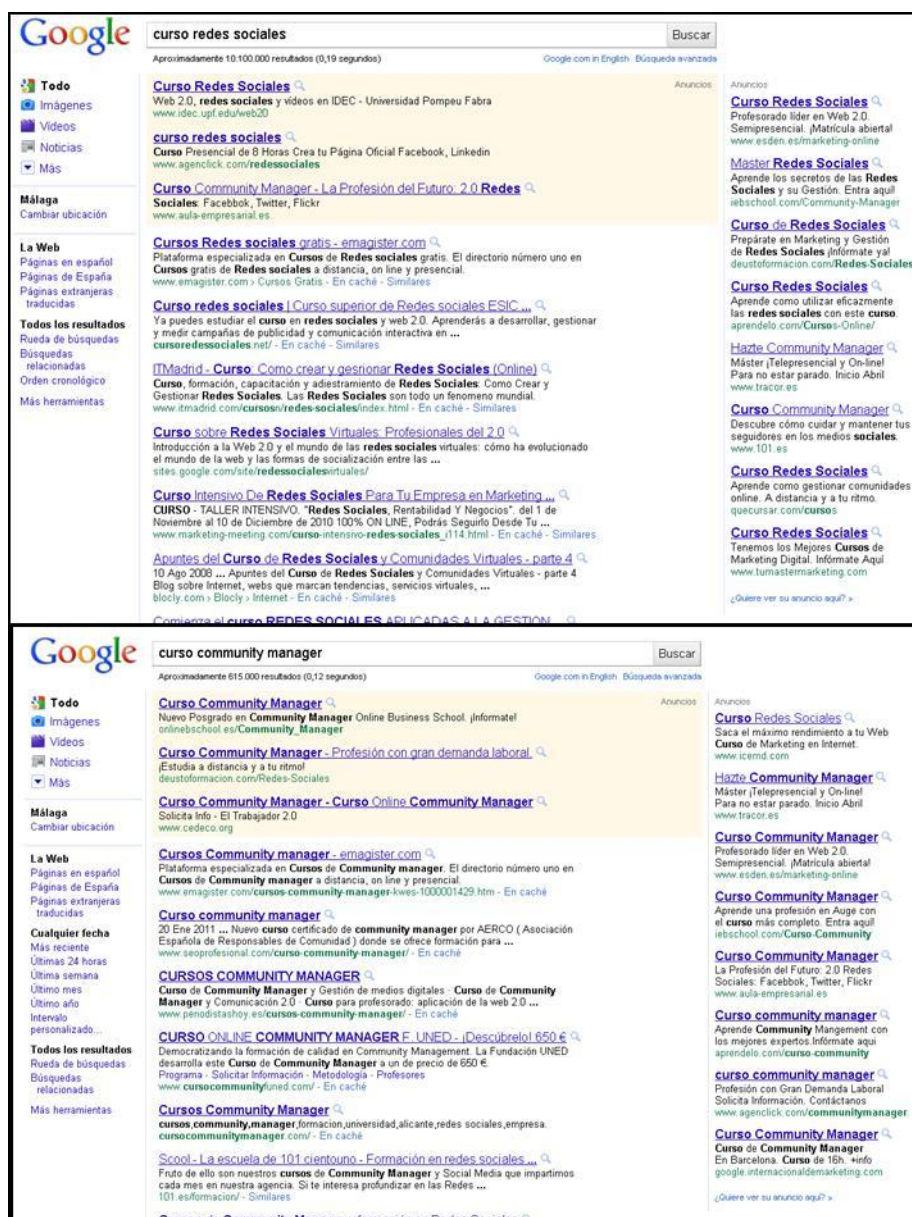 Google
curso redes sociales
Buscar
Aproximadamente 10.100.000 resultados (0,19 segundos)
Google.com in English Búsqueda avanzada
Todo
Imágenes
Vídeos
Noticias
Más
Málaga
Cambiar ubicación
La Web
Páginas en español
Páginas de España
Páginas extranjeras
traducidas
Todos los resultados
Rueda de búsquedas
Búsquedas
relacionadas
Orden cronológico
Más herramientas
Curso Redes Sociales
Anuncios
Web 2.0, redes sociales y vídeos en IDEC - Universidad Pompeu Fabra
www.idec.upf.edu/web20
curso redes sociales
Curso Presencial de 8 Horas Crea tu Página Oficial Facebook, Linkedin
www.agenclick.com/redessociales
Curso Community Manager - La Profesión del Futuro: 2.0 Redes
Sociales: Facebbok, Twitter, Flickr
www.aula-empresarial.es
Cursos Redes sociales gratis - emagister.com
Plataforma especializada en Cursos de Redes sociales gratis. El directorio número uno en
Cursos gratis de Redes sociales a distancia, on line y presencial.
www.emagister.com › Cursos Gratis - En caché - Similares
Curso redes sociales | Curso superior de Redes sociales ESIC ...
Ya puedes estudiar el curso en redes sociales y web 2.0. Aprenderás a desarrollar, gestionar
y medir campañas de publicidad y comunicación interactiva en ...
cursoredessociales.net/ - En caché - Similares
ITMadrid - Curso: Como crear y gesrionar Redes Sociales (Online)
Curso, formación, capacitación y adiestramiento de Redes Sociales: Como Crear y
Gestionar Redes Sociales. Las Redes Sociales son todo un fenomeno mundial.
www.itmadrid.com/cursosn/redes-sociales/index.html - En caché - Similares
Curso sobre Redes Sociales Virtuales: Profesionales del 2.0
Introducción a la Web 2.0 y el mundo de las redes sociales virtuales: cómo ha evolucionado
el mundo de la web y las formas de socialización entre las ...
sites.google.com/site/redessocialesvirtuales/
Curso Intensivo De Redes Sociales Para Tu Empresa en Marketing ...
CURSO - TALLER INTENSIVO. "Redes Sociales, Rentabilidad Y Negocios". del 1 de
Noviembre al 10 de Diciembre de 2010 100% ON LINE, Podrás Seguirlo Desde Tu ...
www.marketing-meeting.com/curso-intensivo-redes-sociales_i114.html - En caché - Similares
Apuntes del Curso de Redes Sociales y Comunidades Virtuales - parte 4
10 Ago 2008 ... Apuntes del Curso de Redes Sociales y Comunidades Virtuales - parte 4
Blog sobre Internet, webs que marcan tendencias, servicios virtuales, ...
blocly.com › Blocly › Internet - En caché - Similares
Comienza el curso REDES SOCIALES APLICADAS A LA GESTIÓN ...
Anuncios
Curso Redes Sociales
Profesorado líder en Web 2.0.
Semipresencial. ¡Matrícula abierta!
www.esden.es/marketing-online
Master Redes Sociales
Aprende los secretos de las Redes
Sociales y su Gestión. Entra aquí!
iebschool.com/Community-Manager
Curso de Redes Sociales
Prepárate en Marketing y Gestión
de Redes Sociales ¡Infórmate ya!
deustoformacion.com/Redes-Sociales
Curso Redes Sociales
Aprende como utilizar eficazmente
las redes sociales con este curso.
aprendelo.com/Cursos-Online/
Hazte Community Manager
Máster ¡Telepresencial y On-line!
Para no estar parado. Inicio Abril
www.tracor.es
Curso Community Manager
Descubre cómo cuidar y mantener tus
seguidores en los medios sociales.
www.101.es
Curso Redes Sociales
Aprende como gestionar comunidades
online. A distancia y a tu ritmo.
quecursar.com/cursos
Curso Redes Sociales
Tenemos los Mejores Cursos de
Marketing Digital. Infórmate Aquí
www.tumastermarketing.com
¿Quiere ver su anuncio aquí? »
Google
curso community manager
Buscar
Aproximadamente 615.000 resultados (0,12 segundos)
Google.com in English Búsqueda avanzada
Todo
Imágenes
Vídeos
Noticias
Más
Málaga
Cambiar ubicación
La Web
Páginas en español
Páginas de España
Páginas extranjeras
traducidas
Cualquier fecha
Más reciente
Últimas 24 horas
Última semana
Último mes
Último año
Intervalo
personalizado...
Todos los resultados
Rueda de búsquedas
Búsquedas
relacionadas
Más herramientas
Curso Community Manager
Anuncios
Nuevo Posgrado en Community Manager Online Business School. ¡Informate!
onlinebschool.es/Community_Manager
Curso Community Manager - Profesión con gran demanda laboral.
¡Estudia a distancia y a tu ritmo!
deustoformacion.com/Redes-Sociales
Curso Community Manager - Curso Online Community Manager
Solicita Info - El Trabajador 2.0
www.cedeco.org
Cursos Community manager - emagister.com
Plataforma especializada en Cursos de Community manager. El directorio número uno en
Cursos de Community manager a distancia, on line y presencial.
www.emagister.com/cursos-community-manager-kwes-1000001429.htm - En caché
Curso community manager
20 Ene 2011 ... Nuevo curso certificado de community manager por AERCO ( Asociación
Española de Responsables de Comunidad ) donde se ofrece formación para ...
www.seoprofesional.com/curso-community-manager/ - En caché
CURSOS COMMUNITY MANAGER
Curso de Community Manager y Gestión de medios digitales · Curso de Community
Manager y Comunicación 2.0 · Curso para profesorado: aplicación de la web 2.0 ...
www.periodistashoy.es/cursos-community-manager/ - En caché
CURSO ONLINE COMMUNITY MANAGER F. UNED - ¡Descúbrelo! 650 €
Democratizando la formación de calidad en Community Management. La Fundación UNED
desarrolla este Curso de Community Manager a un de precio de 650 €.
Programa - Solicitar Información - Metodología - Profesores
www.cursocommunityfuned.com/ - En caché
Cursos Community Manager
cursos,community,manager,formacion,universidad,alicante,redes sociales,empresa.
cursocommunitymanager.com/ - En caché
Scool - La escuela de 101 cientouno - Formación en redes sociales ...
Fruto de ello son nuestros cursos de Community Manager y Social Media que impartimos
cada mes en nuestra agencia. Si te interesa profundizar en las Redes ...
101.es/formacion/ - Similares
Anuncios
Curso Redes Sociales
Saca el máximo rendimiento a tu Web
Curso de Marketing en Internet.
www.icemd.com
Hazte Community Manager
Máster ¡Telepresencial y On-line!
Para no estar parado. Inicio Abril
www.tracor.es
Curso Community Manager
Profesorado líder en Web 2.0.
Semipresencial. ¡Matrícula abierta!
www.esden.es/marketing-online
Curso Community Manager
Aprende una profesión en Auge con
el curso más completo. Entra aquí!
iebschool.com/Curso-Community
Curso Community Manager
La Profesión del Futuro: 2.0 Redes
Sociales: Facebbok, Twitter, Flickr
www.aula-empresarial.es
Curso community manager
Aprende Community Mangement con
los mejores expertos.Infórmate aqui
aprendelo.com/curso-community
curso community manager
Profesión con Gran Demanda Laboral
Solicita Información. Contáctanos
www.agenclick.com/communitymanager
Curso Community Manager
Curso de Community Manager
En Barcelona. Curso de 16h. +info
google.internacionaldemarketing.com
¿Quiere ver su anuncio aquí? »